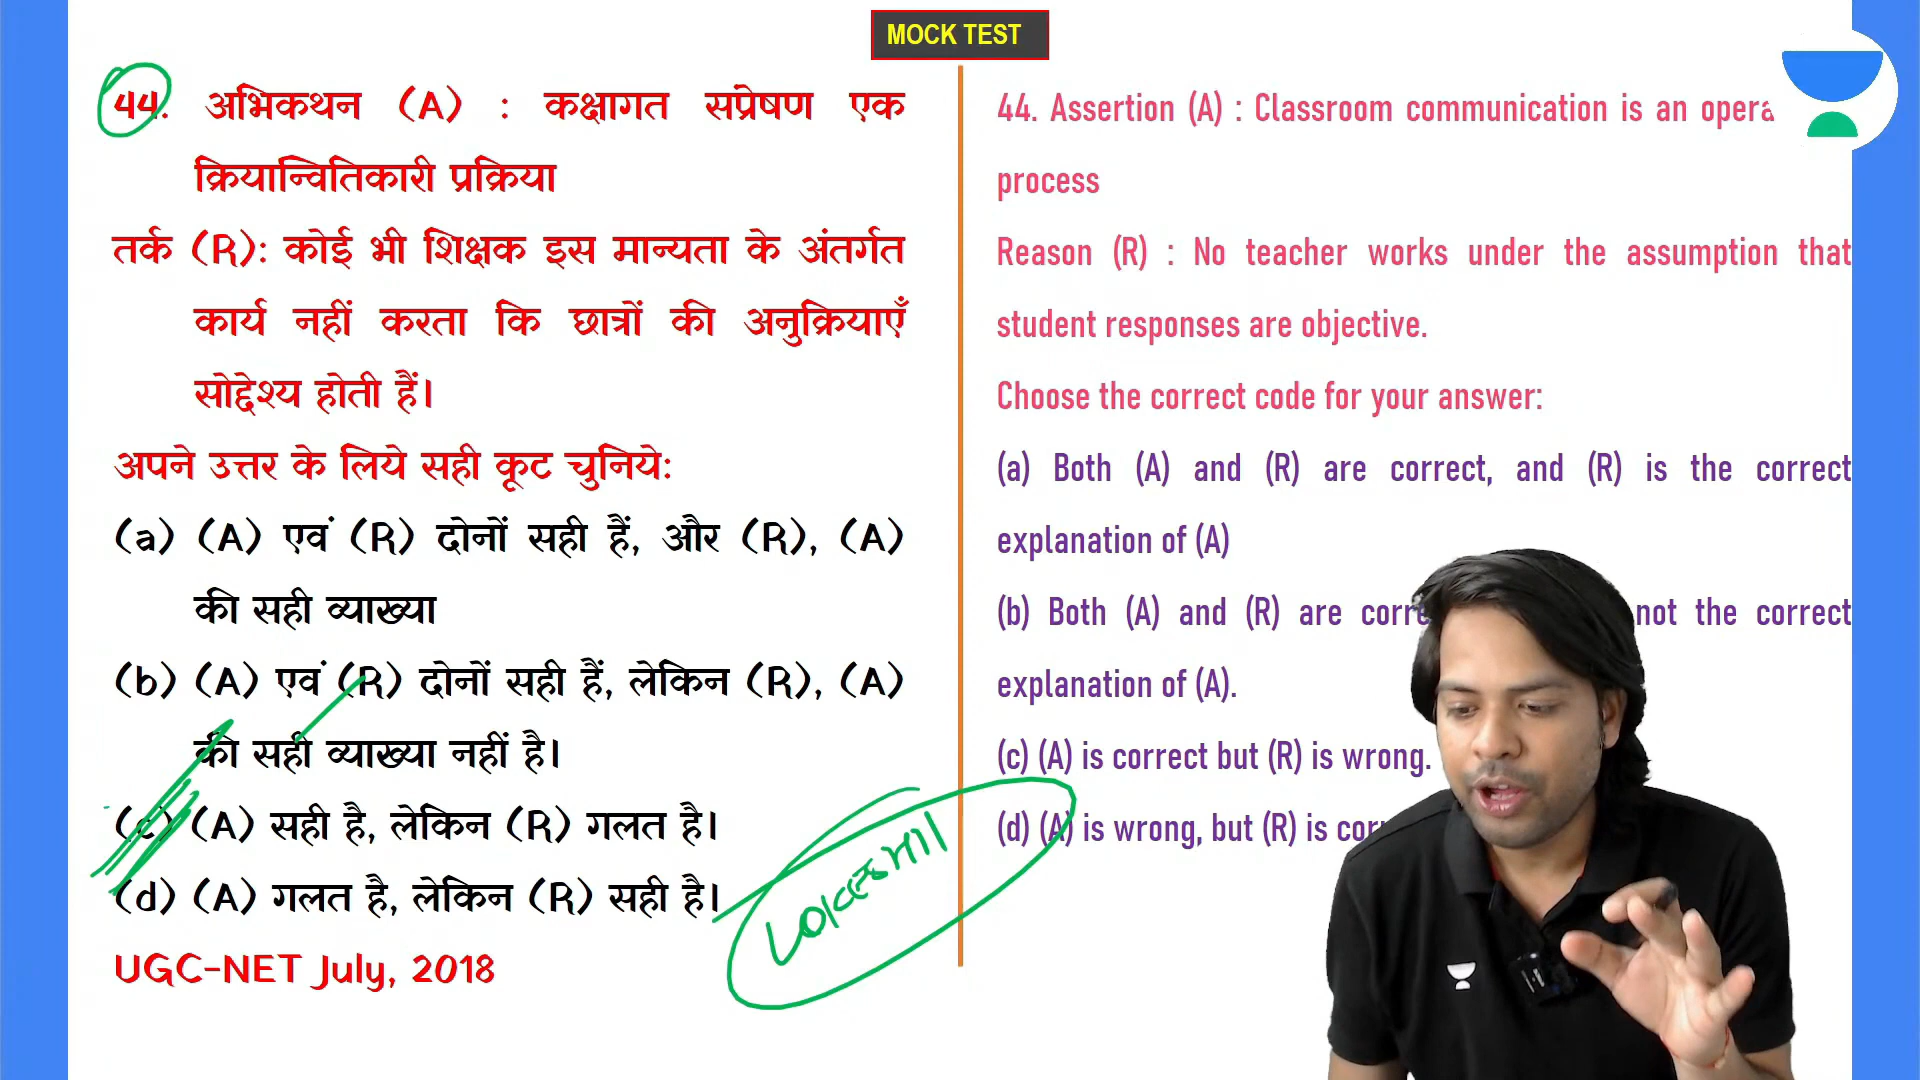 MOCK TEST
44. अभिकथन (A) : कक्षागत सप्रेषण एक
क्रियान्वितिकारी प्रक्रिया
तर्क (R): कोई भी शिक्षक इस मान्यता के अंतर्गत
कार्य नहीं करता कि छात्रों की अनुक्रियाएँ
सोद्देश्य होती हैं।
अपने उत्तर के लिये सही कूट चुनिये:
(a) (A) एवं (R) दोनों सही हैं, और (R), (A)
की सही व्याख्या
(b) (A) एवं (R) दोनों सही हैं, लेकिन (R), (A)
की सही व्याख्या नहीं है।
(c) (A) सही है, लेकिन (R) गलत है।
(d) (A) गलत है, लेकिन (R) सही है।
UGC-NET July, 2018
44. Assertion (A) : Classroom communication is an opera
process
Reason (R) : No teacher works under the assumption that
student responses are objective.
Choose the correct code for your answer:
(a) Both (A) and (R) are correct, and (R) is the correct
explanation of (A)
(b) Both (A) and (R) are corre not the correct
explanation of (A).
(c) (A) is correct but (R) is wrong.
(d) (A) is wrong, but (R) is cor